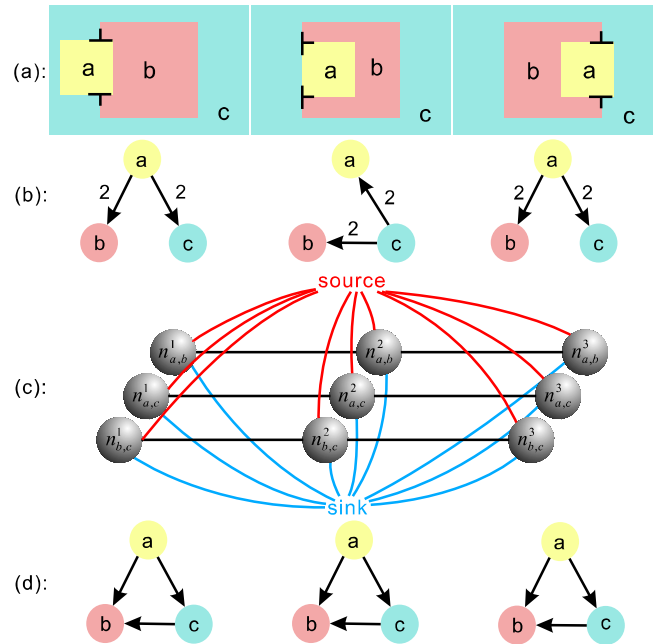 (a):
a b c
a b c
b a c
(b):
a a a
2 2 2 2 2
b c b 2 c b c
source
(c):
n¹a,b n²a,b n³a,b
n¹a,c n²a,c n³a,c
n¹b,c n²b,c n³b,c
sink
(d):
a a a
b c b c b c